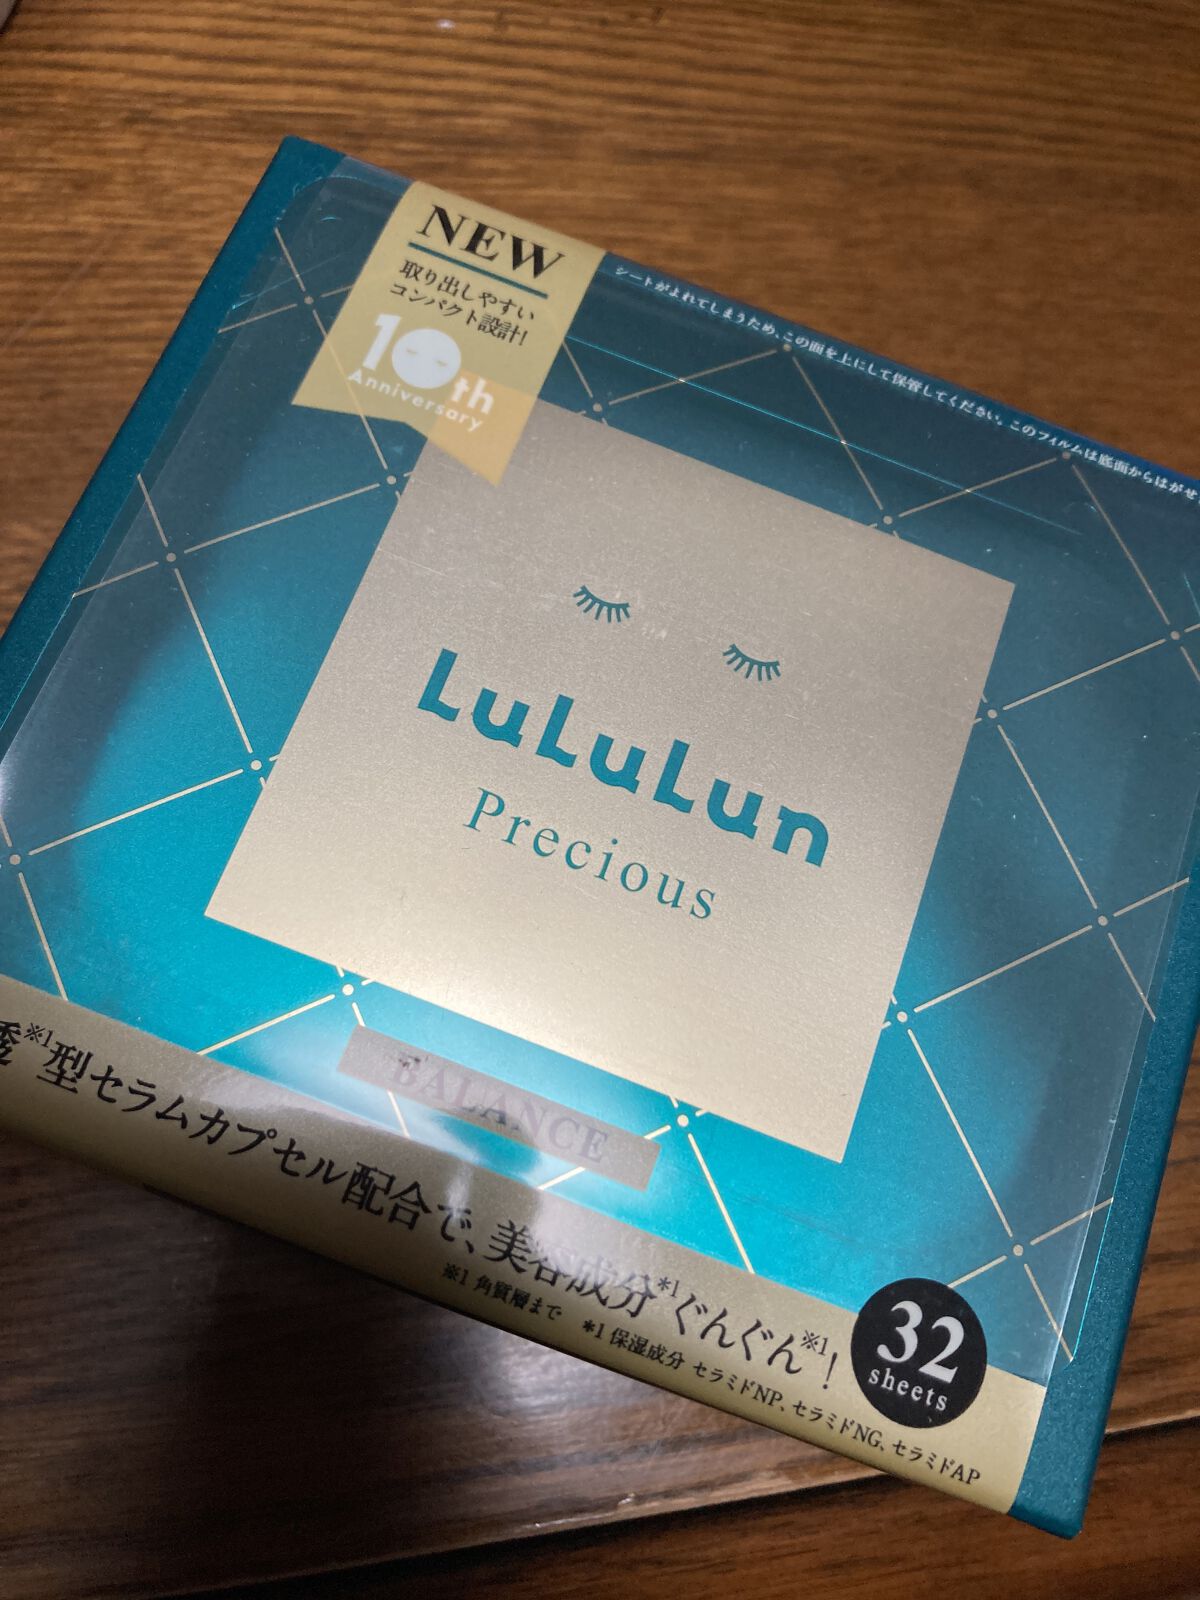 NEW
取り出しやすい
コンパクト設計!
10th
Anniversary
シートがよれてしまうため、この面を上にして保管してください。このフィルムは底面からはがせ
LuLuLun
Precious
BALANCE
透※1型セラムカプセル配合で、美容成分*1ぐんぐん※1!
※1 角質層まで *1 保湿成分 セラミドNP、セラミドNG、セラミドAP
32
sheets